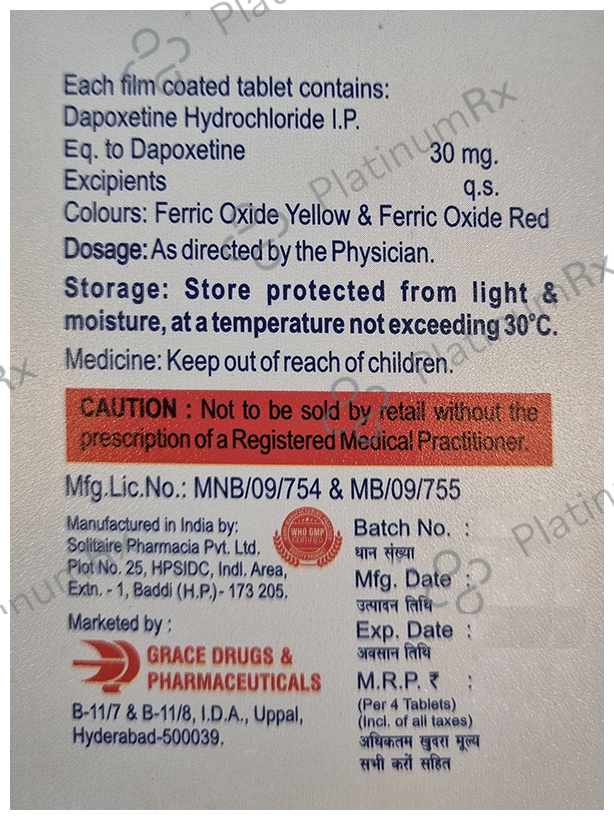 Each film coated tablet contains:
Dapoxetine Hydrochloride I.P.
Eq. to Dapoxetine 30 mg.
Excipients q.s.
Colours: Ferric Oxide Yellow & Ferric Oxide Red
Dosage: As directed by the Physician.
Storage: Store protected from light &
moisture, at a temperature not exceeding 30°C.
Medicine: Keep out of reach of children.
CAUTION : Not to be sold by retail without the
prescription of a Registered Medical Practitioner.
Mfg.Lic.No.: MNB/09/754 & MB/09/755
Manufactured in India by:
Solitaire Pharmacia Pvt. Ltd.
Plot No. 25, HPSIDC, Indl. Area,
Extn. - 1, Baddi (H.P.)- 173 205.
WHO GMP
CERTIFIED
Marketed by :
GRACE DRUGS &
PHARMACEUTICALS
B-11/7 & B-11/8, I.D.A., Uppal,
Hyderabad-500039.
Batch No. :
थान संख्या
Mfg. Date :
उत्पादन तिथि
Exp. Date :
अवसान तिथि
M.R.P. ₹ :
(Per 4 Tablets)
(Incl. of all taxes)
अधिकतम खुदरा मूल्य
सभी करों सहित
PlatinumRx
PlatinumRx